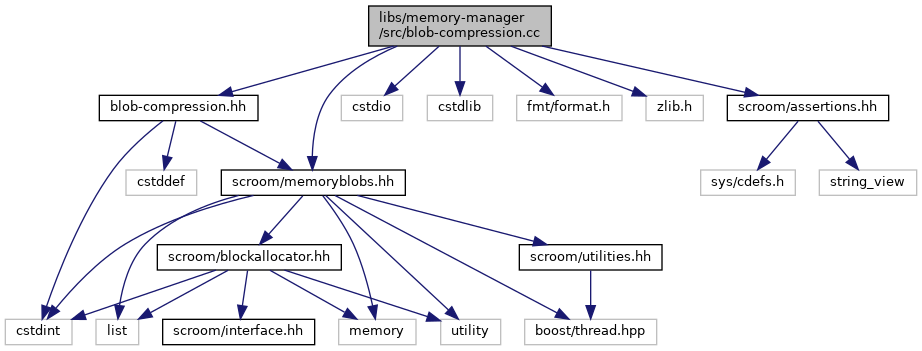 libs/memory-manager
/src/blob-compression.cc
blob-compression.hh
cstdio
cstdlib
fmt/format.h
zlib.h
scroom/assertions.hh
cstddef
scroom/memoryblobs.hh
sys/cdefs.h
string_view
scroom/blockallocator.hh
scroom/utilities.hh
cstdint
list
scroom/interface.hh
memory
utility
boost/thread.hpp